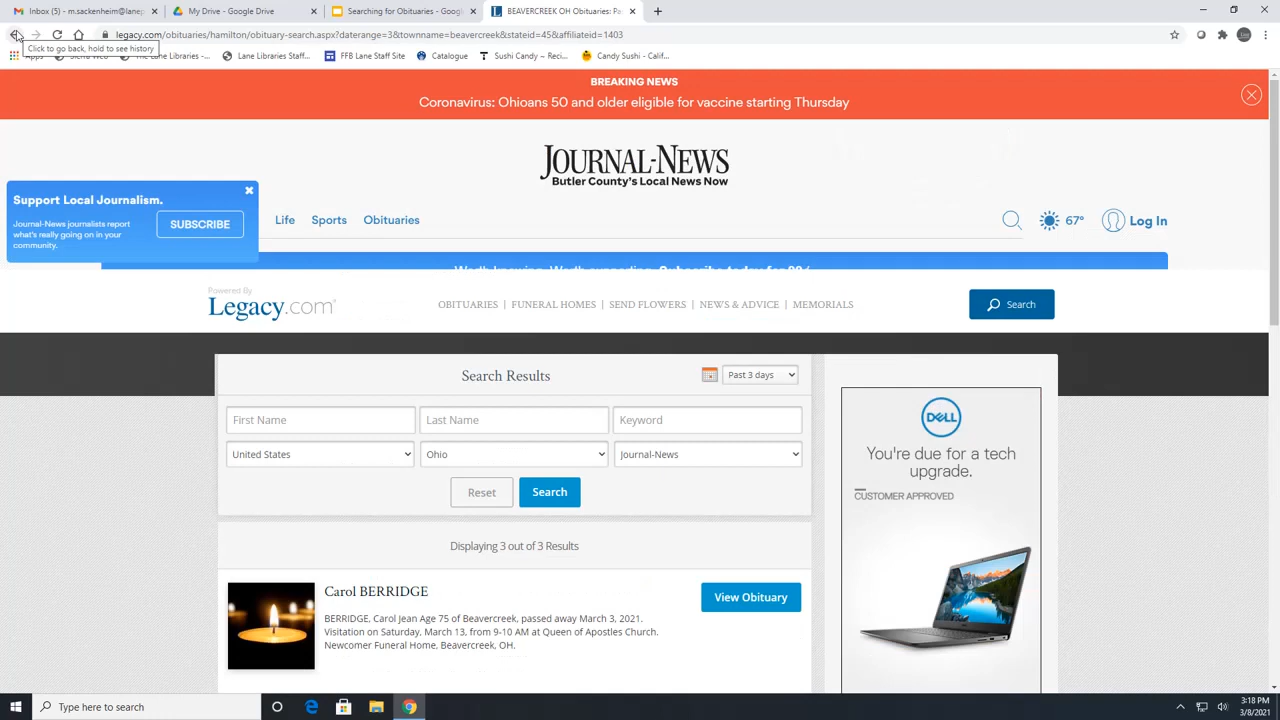 Inbox (5) - m.sackenheim@lanep
My Drive - Google Drive
Searching for Obituaries - Googl
BEAVERCREEK OH Obituaries: Pa
legacy.com/obituaries/hamilton/obituary-search.aspx?daterange=3&townname=beavercreek&stateid=45&affiliateid=1403
Click to go back, hold to see history
Apps
Sierra Web
The Lane Libraries -...
Lane Libraries Staff...
FFB Lane Staff Site
Catalogue
Sushi Candy -- Reci...
Candy Sushi - Calif...
BREAKING NEWS
Coronavirus: Ohioans 50 and older eligible for vaccine starting Thursday
JOURNAL-NEWS
Butler County's Local News Now
Support Local Journalism.
Journal-News journalists report
what's really going on in your
community.
SUBSCRIBE
Life
Sports
Obituaries
67°
Log In
Worth knowing. Worth supporting. Subscribe today for 99¢
Powered By
Legacy.com
OBITUARIES | FUNERAL HOMES | SEND FLOWERS | NEWS & ADVICE | MEMORIALS
Search
Search Results
Past 3 days
First Name
Last Name
Keyword
United States
Ohio
Journal-News
Reset
Search
Displaying 3 out of 3 Results
Carol BERRIDGE
BERRIDGE, Carol Jean Age 75 of Beavercreek, passed away March 3, 2021.
Visitation on Saturday, March 13, from 9-10 AM at Queen of Apostles Church.
Newcomer Funeral Home, Beavercreek, OH.
View Obituary
DELL
You're due for a tech
upgrade.
CUSTOMER APPROVED
Type here to search
3:18 PM
3/8/2021